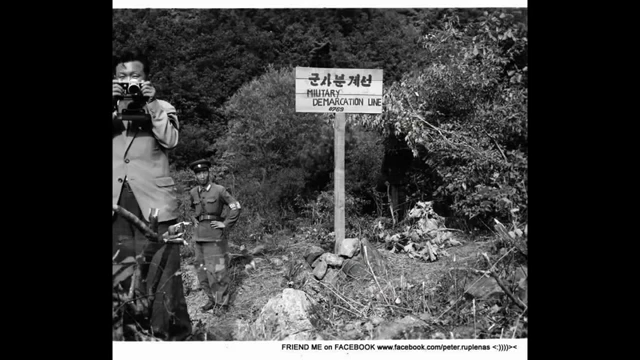 군사분계선
MILITARY
DEMARCATION LINE
FRIEND ME on FACEBOOK www.facebook.com/peter.ruplenas <:))))><